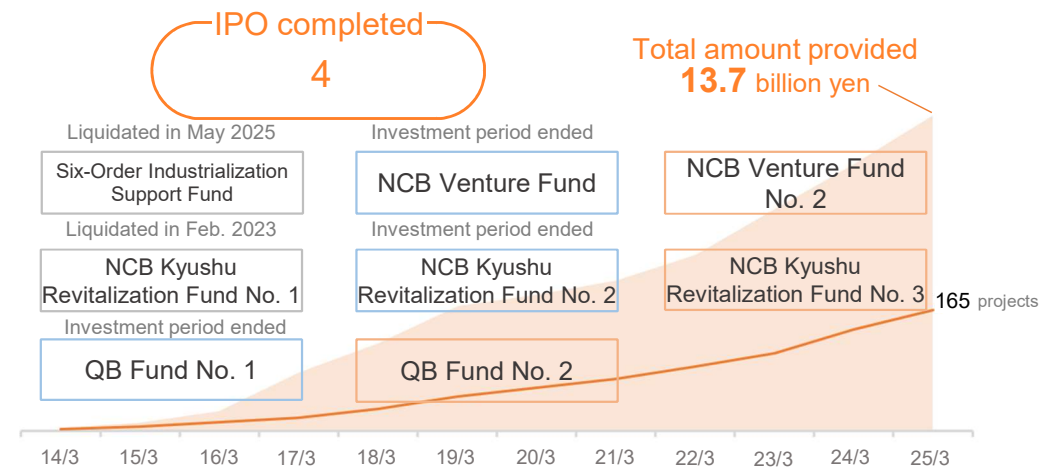 IPO completed
4
Total amount provided
13.7 billion yen
Liquidated in May 2025
Six-Order Industrialization
Support Fund
Investment period ended
NCB Venture Fund
NCB Venture Fund
No. 2
Liquidated in Feb. 2023
NCB Kyushu
Revitalization Fund No. 1
Investment period ended
NCB Kyushu
Revitalization Fund No. 2
NCB Kyushu
Revitalization Fund No. 3
165 projects
Investment period ended
QB Fund No. 1
QB Fund No. 2
14/3 15/3 16/3 17/3 18/3 19/3 20/3 21/3 22/3 23/3 24/3 25/3